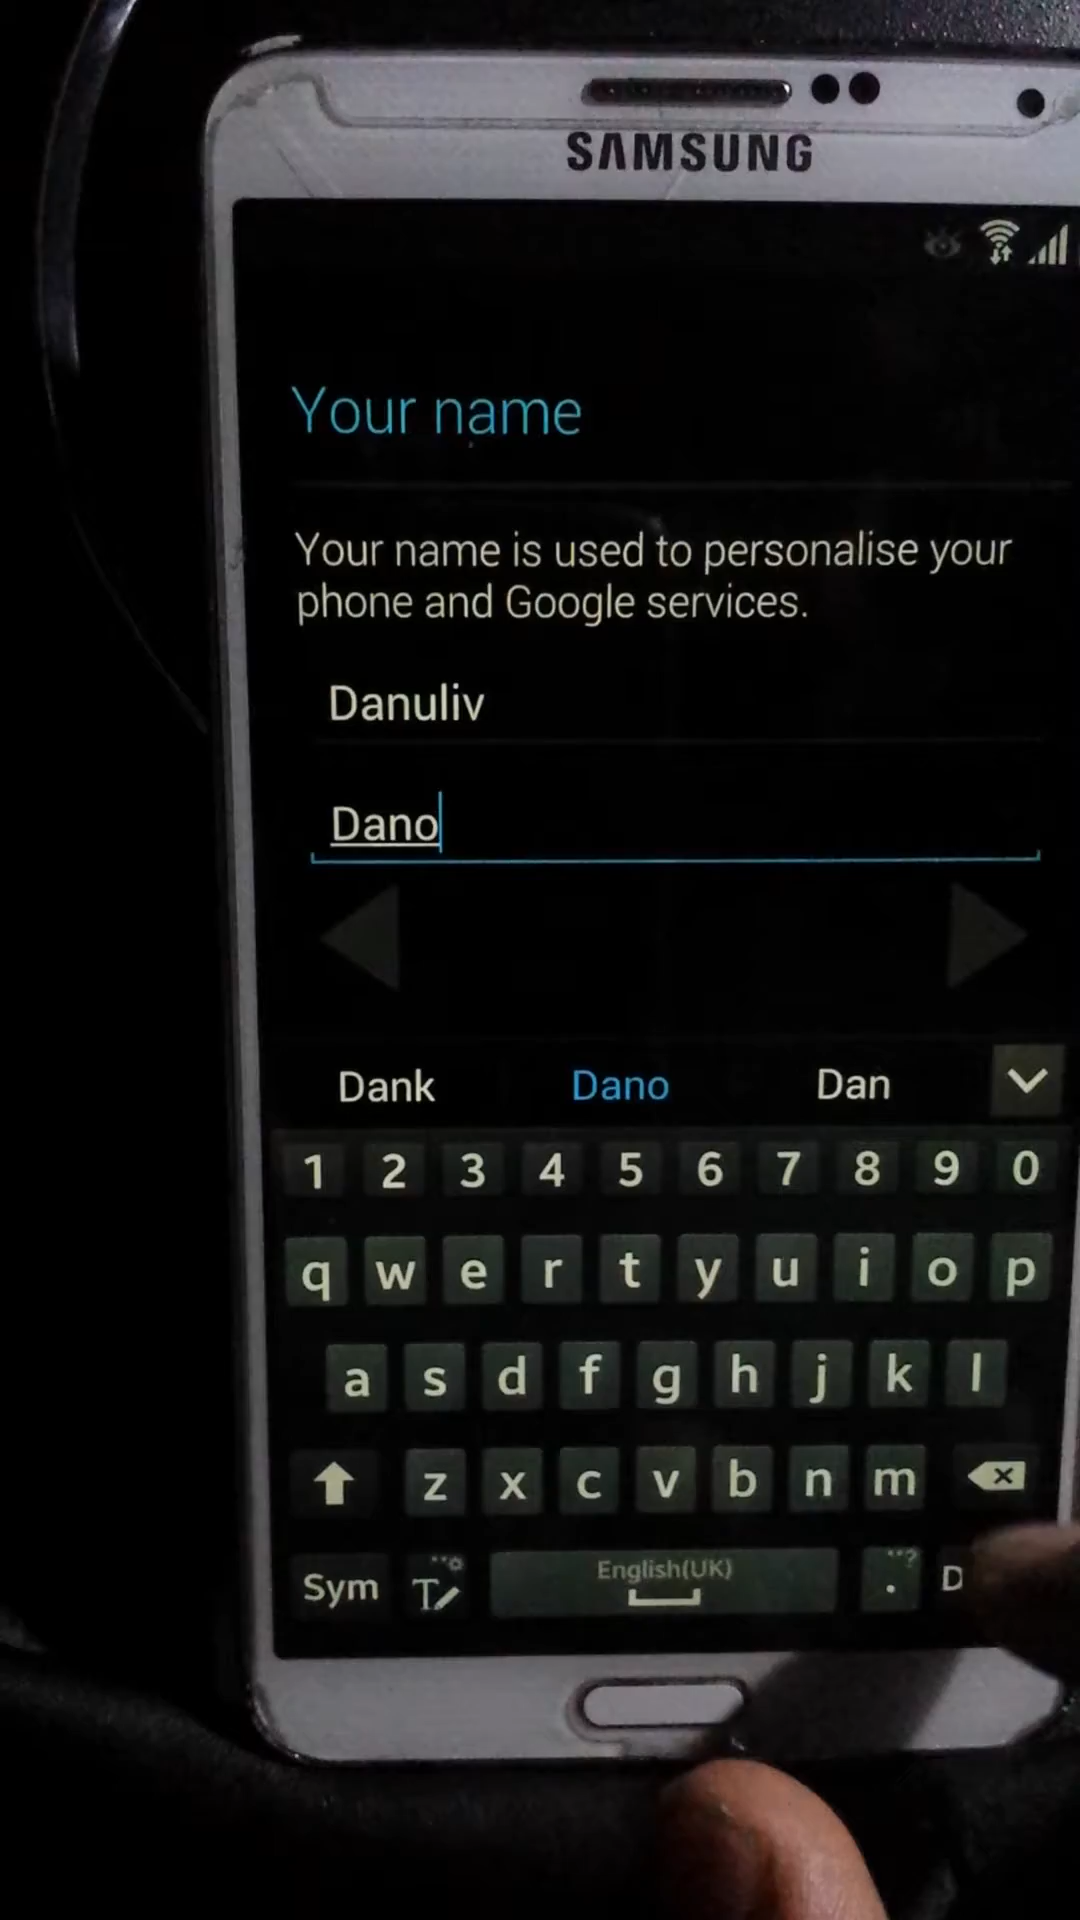 SAMSUNG
Your name
Your name is used to personalise your
phone and Google services.
Danuliv
Dano
Dank Dano Dan
1 2 3 4 5 6 7 8 9 0
q w e r t y u i o p
a s d f g h j k l
z x c v b n m
Sym T English(UK) . D